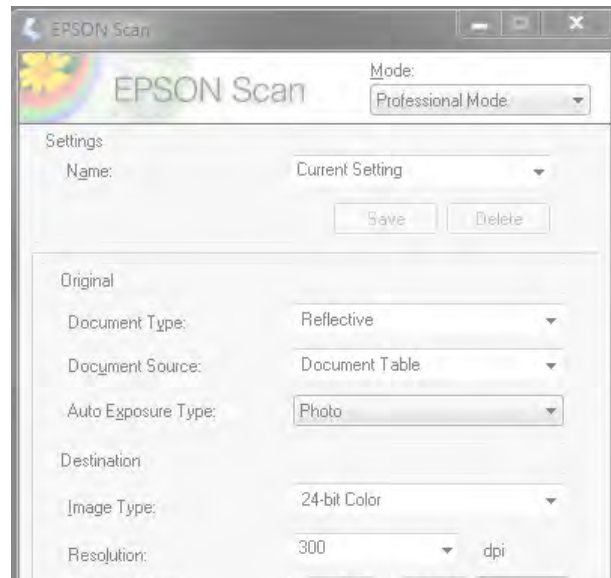 EPSON Scan
EPSON Scan
Mode:
Professional Mode
Settings
Name:
Current Setting
Save
Delete
Original
Document Type:
Reflective
Document Source:
Document Table
Auto Exposure Type:
Photo
Destination
Image Type:
24-bit Color
Resolution:
300
dpi